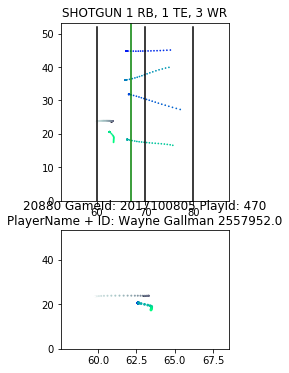 SHOTGUN 1 RB, 1 TE, 3 WR
50
40
30
20
10
0
60 70 80
20880 GameId: 2017100805 PlayId: 470
PlayerName + ID: Wayne Gallman 2557952.0
40
20
0
60.0 62.5 65.0 67.5